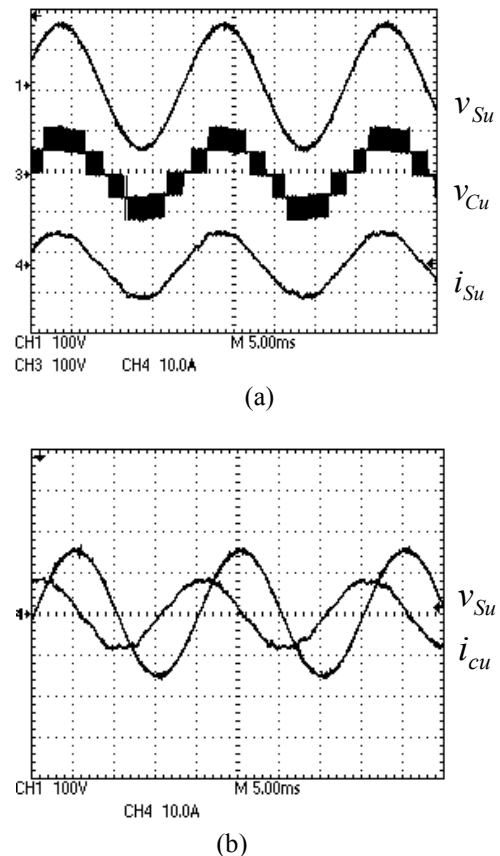 1
v_Su
3
v_Cu
4
i_Su
CH1 100V M 5.00ms
CH3 100V CH4 10.0A
(a)
v_Su
i_cu
CH1 100V M 5.00ms
CH4 10.0A
(b)